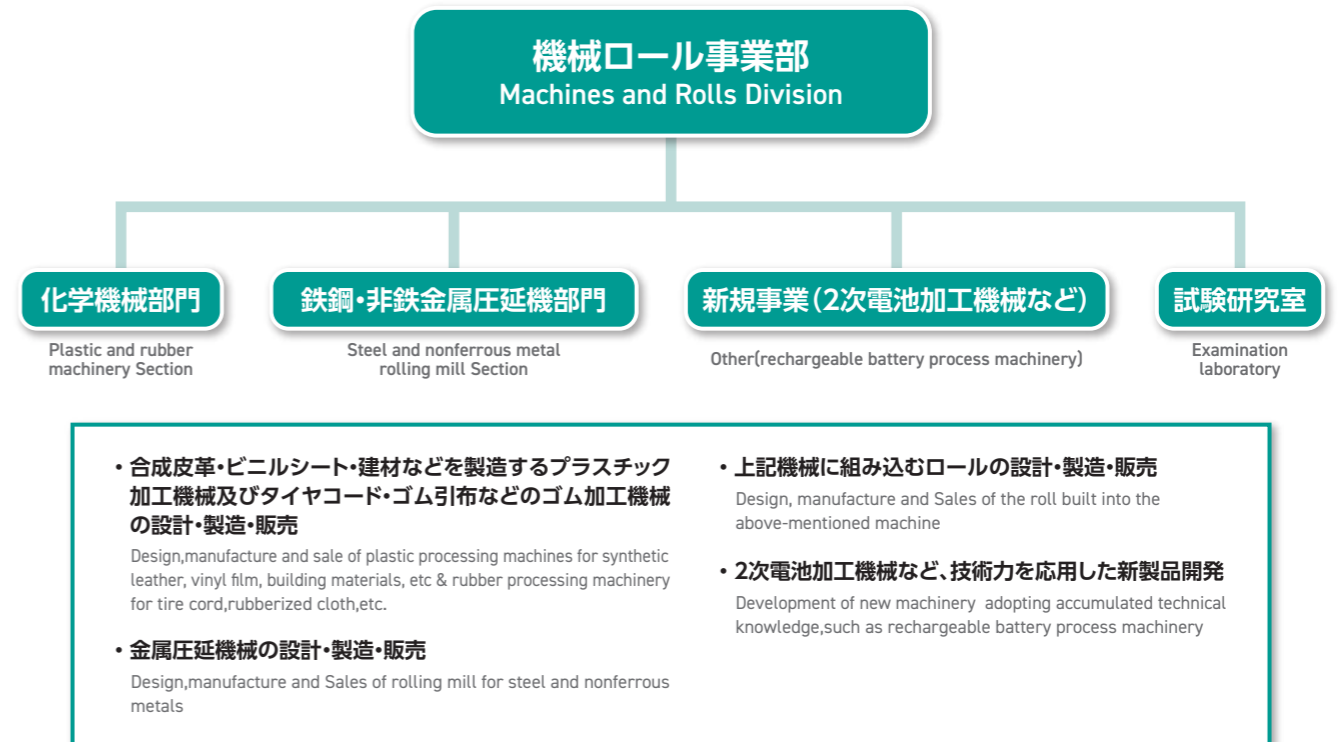 機械ロール事業部
Machines and Rolls Division
化学機械部門
Plastic and rubber
machinery Section
鉄鋼・非鉄金属圧延機部門
Steel and nonferrous metal
rolling mill Section
新規事業(2次電池加工機械など)
Other(rechargeable battery process machinery)
試験研究室
Examination
laboratory
・合成皮革・ビニルシート・建材などを製造するプラスチック
加工機械及びタイヤコード・ゴム引布などのゴム加工機械
の設計・製造・販売
Design,manufacture and sale of plastic processing machines for synthetic
leather, vinyl film, building materials, etc & rubber processing machinery
for tire cord,rubberized cloth,etc.
・金属圧延機械の設計・製造・販売
Design,manufacture and Sales of rolling mill for steel and nonferrous
metals
・上記機械に組み込むロールの設計・製造・販売
Design, manufacture and Sales of the roll built into the
above-mentioned machine
・2次電池加工機械など、技術力を応用した新製品開発
Development of new machinery adopting accumulated technical
knowledge,such as rechargeable battery process machinery